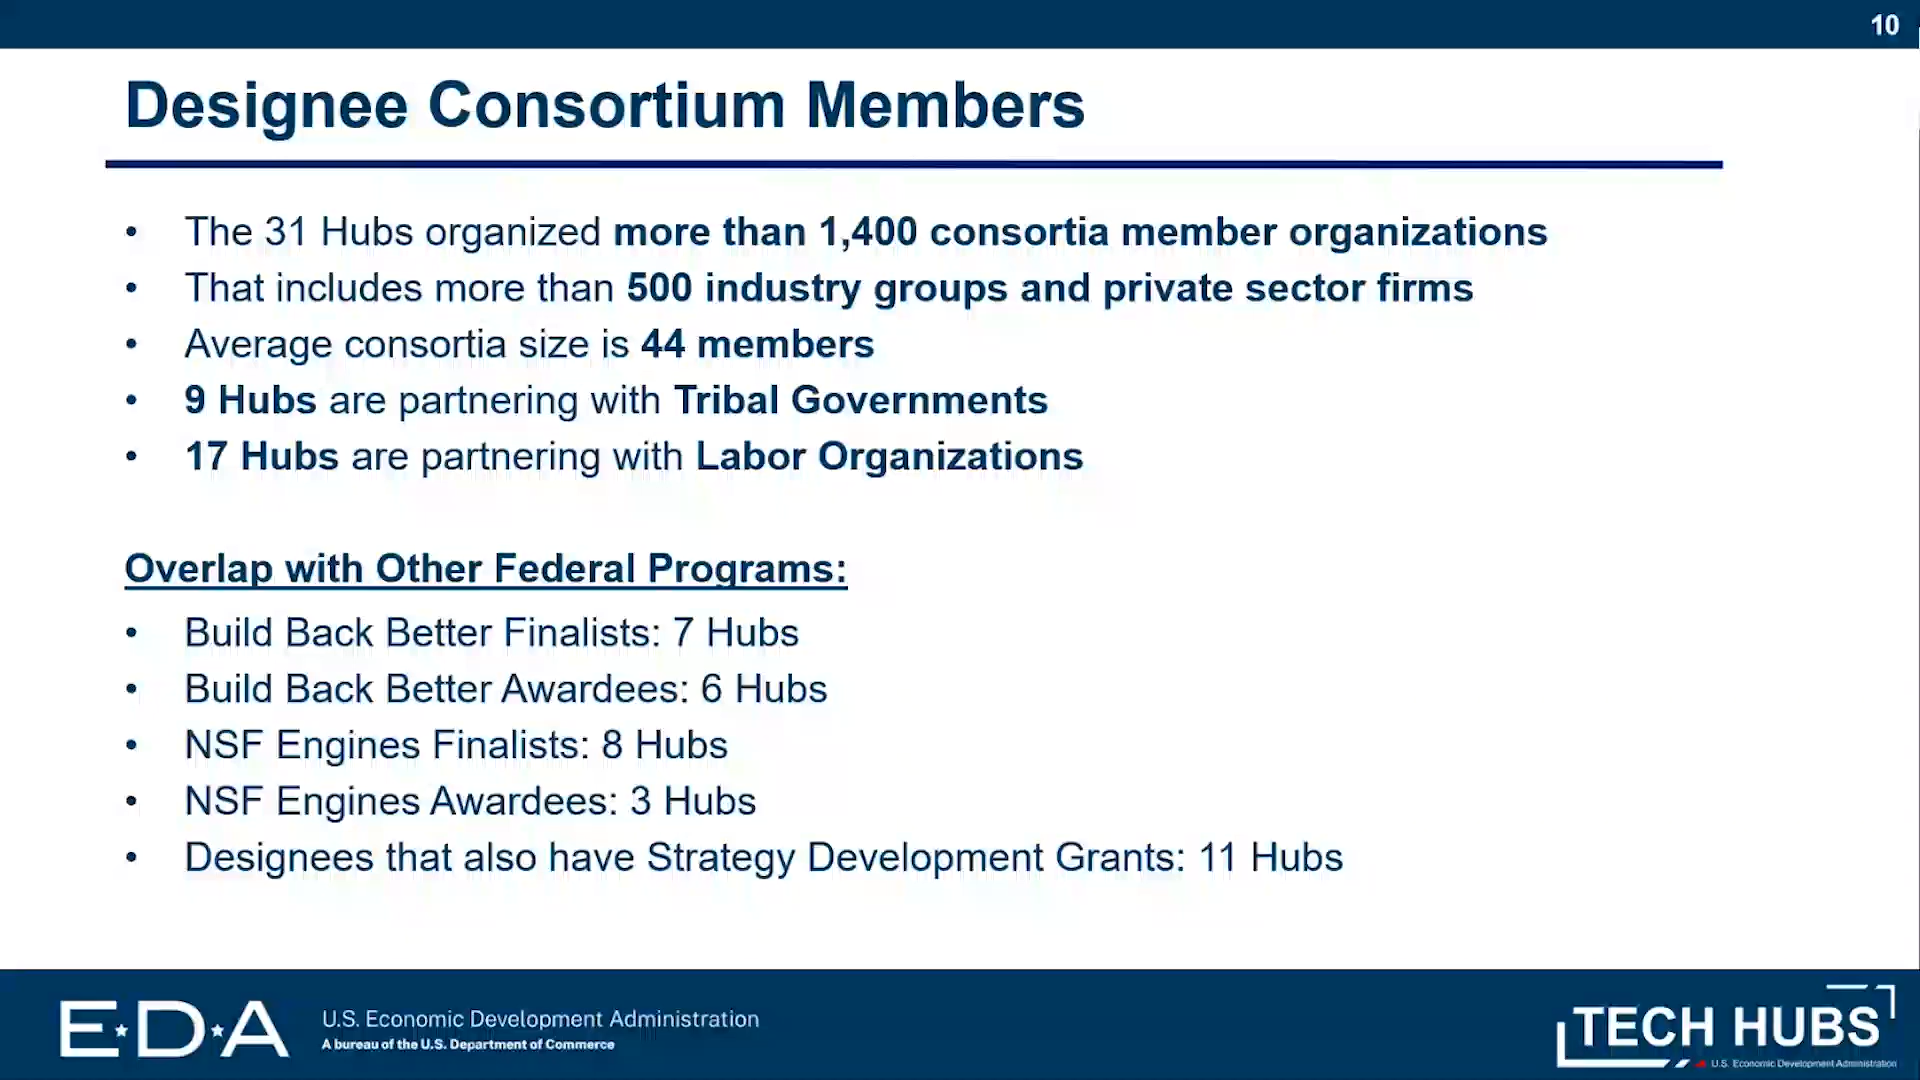 10
Designee Consortium Members
• The 31 Hubs organized more than 1,400 consortia member organizations
• That includes more than 500 industry groups and private sector firms
• Average consortia size is 44 members
• 9 Hubs are partnering with Tribal Governments
• 17 Hubs are partnering with Labor Organizations
Overlap with Other Federal Programs:
• Build Back Better Finalists: 7 Hubs
• Build Back Better Awardees: 6 Hubs
• NSF Engines Finalists: 8 Hubs
• NSF Engines Awardees: 3 Hubs
• Designees that also have Strategy Development Grants: 11 Hubs
E★D★A
U.S. Economic Development Administration
A bureau of the U.S. Department of Commerce
TECH HUBS
U.S. Economic Development Administration